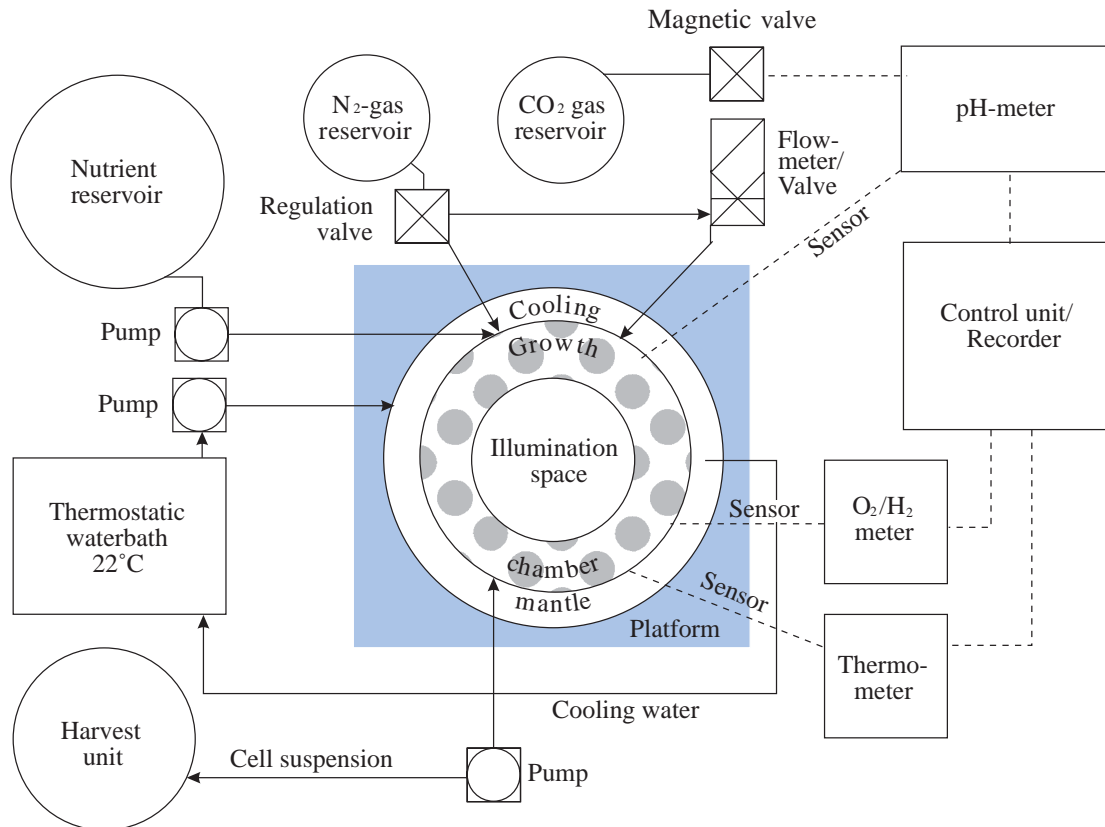 Magnetic valve
N₂-gas
reservoir
CO₂ gas
reservoir
pH-meter
Nutrient
reservoir
Flow-
meter/
Valve
Regulation
valve
Sensor
Cooling
Growth
Pump
Control unit/
Recorder
Pump
Illumination
space
Thermostatic
waterbath
22˚C
Sensor
O₂/H₂
meter
chamber
mantle
Sensor
Platform
Thermo-
meter
Cooling water
Harvest
unit
Cell suspension
Pump